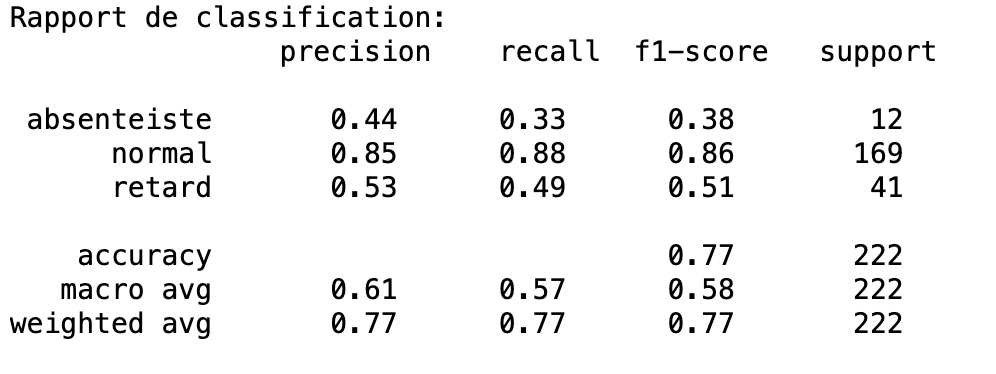 Rapport de classification:
precision recall f1-score support
absenteiste 0.44 0.33 0.38 12
normal 0.85 0.88 0.86 169
retard 0.53 0.49 0.51 41
accuracy 0.77 222
macro avg 0.61 0.57 0.58 222
weighted avg 0.77 0.77 0.77 222